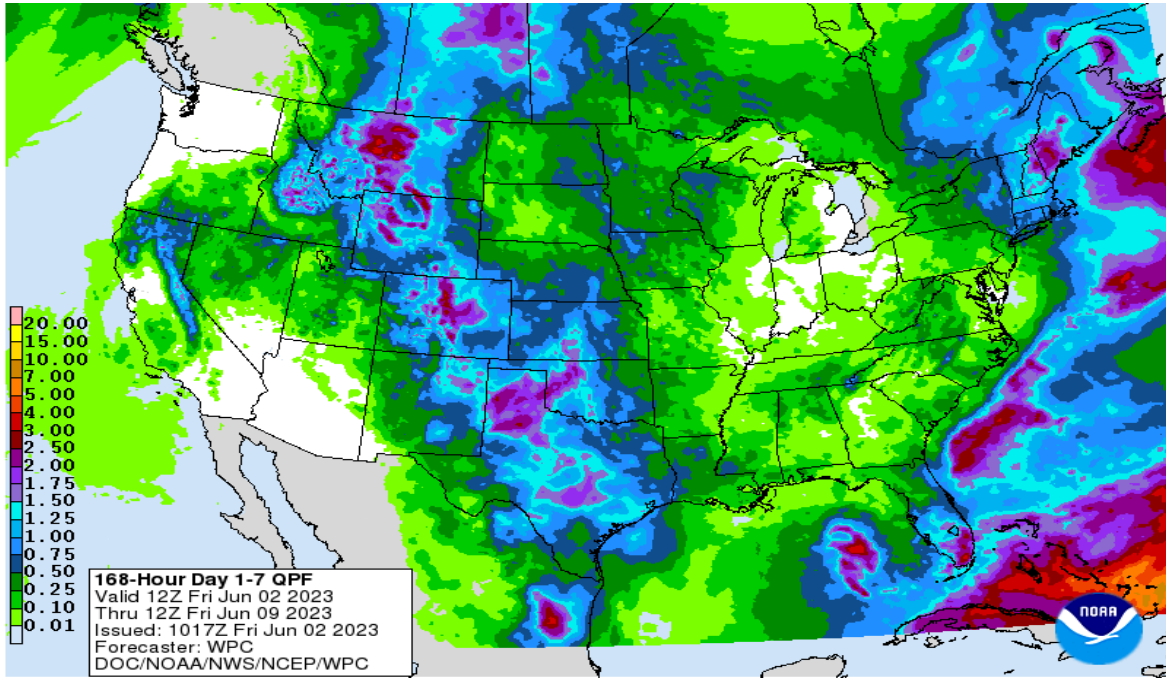 20.00
15.00
10.00
7.00
5.00
4.00
3.00
2.50
2.00
1.75
1.50
1.25
1.00
0.75
0.50
0.25
0.10
0.01
168-Hour Day 1-7 QPF
Valid 12Z Fri Jun 02 2023
Thru 12Z Fri Jun 09 2023
Issued: 1017Z Fri Jun 02 2023
Forecaster: WPC
DOC/NOAA/NWS/NCEP/WPC
NOAA